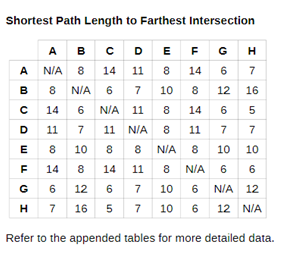 Shortest Path Length to Farthest Intersection
A B C D E F G H
A N/A 8 14 11 8 14 6 7
B 8 N/A 6 7 10 8 12 16
C 14 6 N/A 11 8 14 6 5
D 11 7 11 N/A 8 11 7 7
E 8 10 8 8 N/A 8 10 10
F 14 8 14 11 8 N/A 6 6
G 6 12 6 7 10 6 N/A 12
H 7 16 5 7 10 6 12 N/A
Refer to the appended tables for more detailed data.